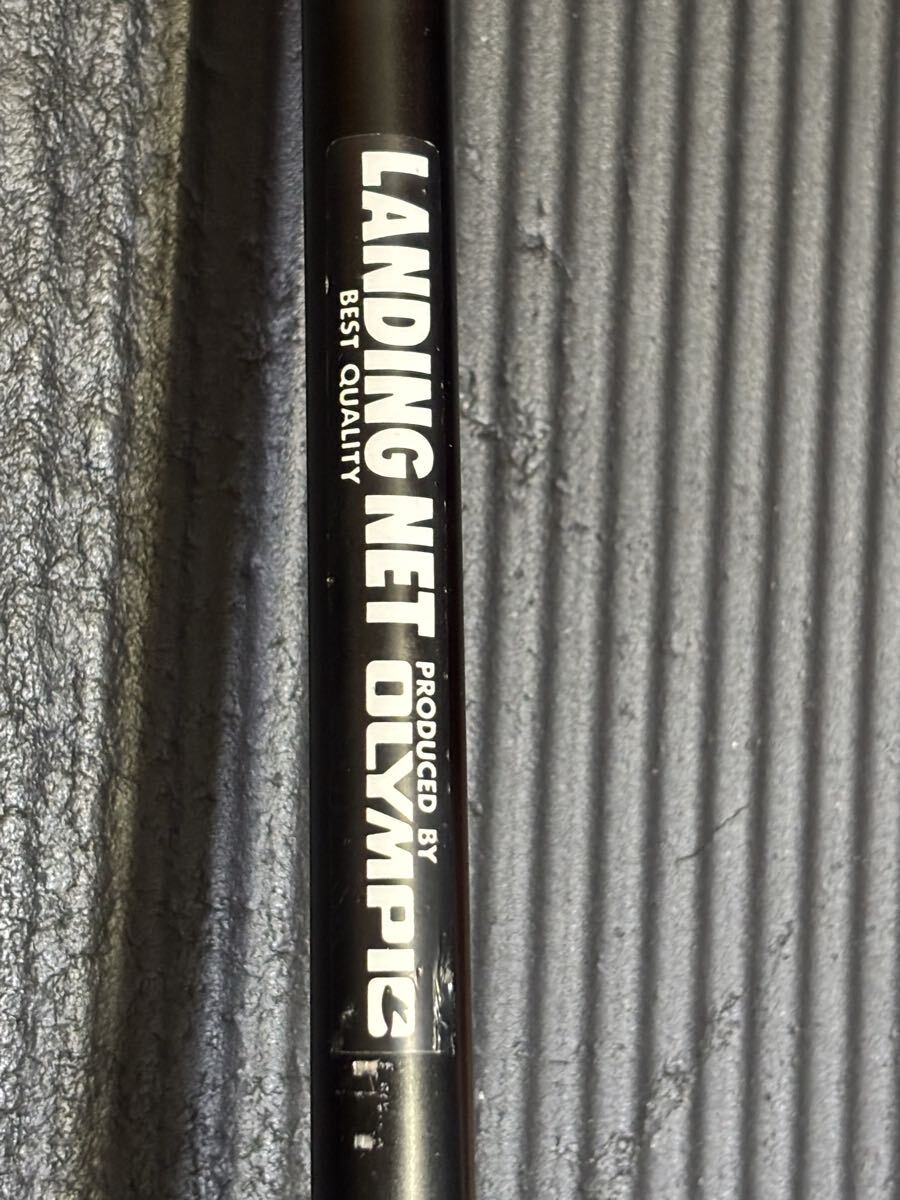 LANDING NET
BEST QUALITY
PRODUCED BY
OLYMPIC